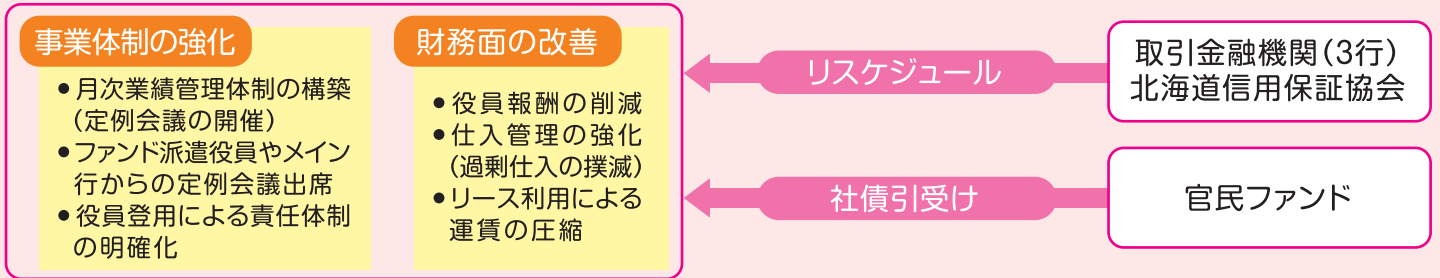 事業体制の強化
● 月次業績管理体制の構築
（定例会議の開催）
● ファンド派遣役員やメイン
行からの定例会議出席
● 役員登用による責任体制
の明確化
財務面の改善
● 役員報酬の削減
● 仕入管理の強化
（過剰仕入の撲滅）
● リース利用による
運賃の圧縮
リスケジュール
取引金融機関（3行）
北海道信用保証協会
社債引受け
官民ファンド